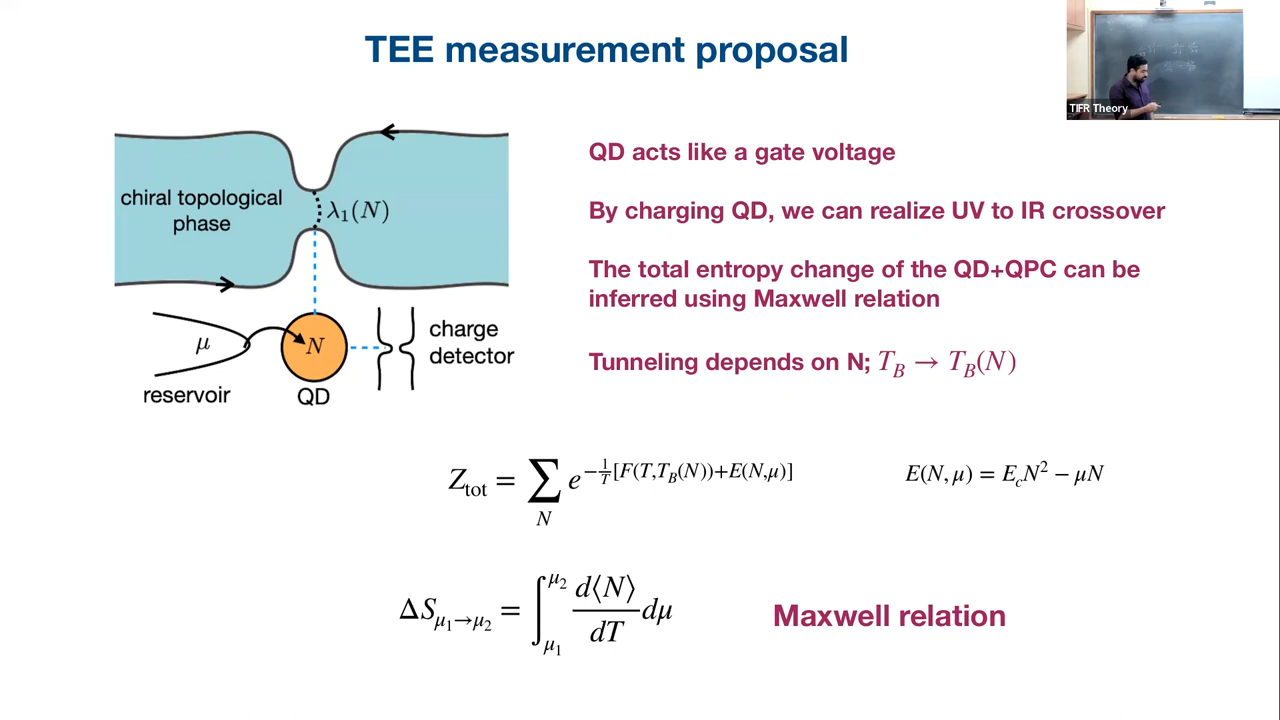 TEE measurement proposal
TIFR Theory
chiral topological
phase
λ₁(N)
μ
reservoir
N
QD
charge
detector
QD acts like a gate voltage
By charging QD, we can realize UV to IR crossover
The total entropy change of the QD+QPC can be
inferred using Maxwell relation
Tunneling depends on N; T_B → T_B(N)
Z_tot = ∑_N e^{−(1/T)[F(T,T_B(N))+E(N,μ)]}
E(N, μ) = E_c N² − μN
ΔS_{μ₁→μ₂} = ∫_{μ₁}^{μ₂} (d⟨N⟩/dT) dμ
Maxwell relation